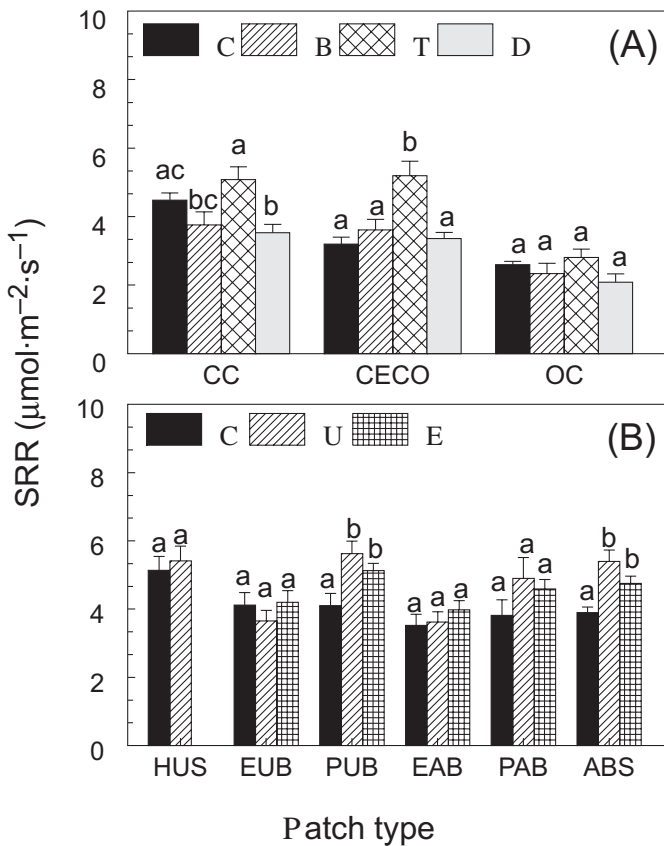 SRR (μmol·m−2·s−1)
10
8
6
4
2
0
C B T D
(A)
ac bc a b
a a b a
a a a a
CC CECO OC
10
8
6
4
2
0
C U E
(B)
a a
a a a
a b b
a a a
a a a
a b b
HUS EUB PUB EAB PAB ABS
Patch type